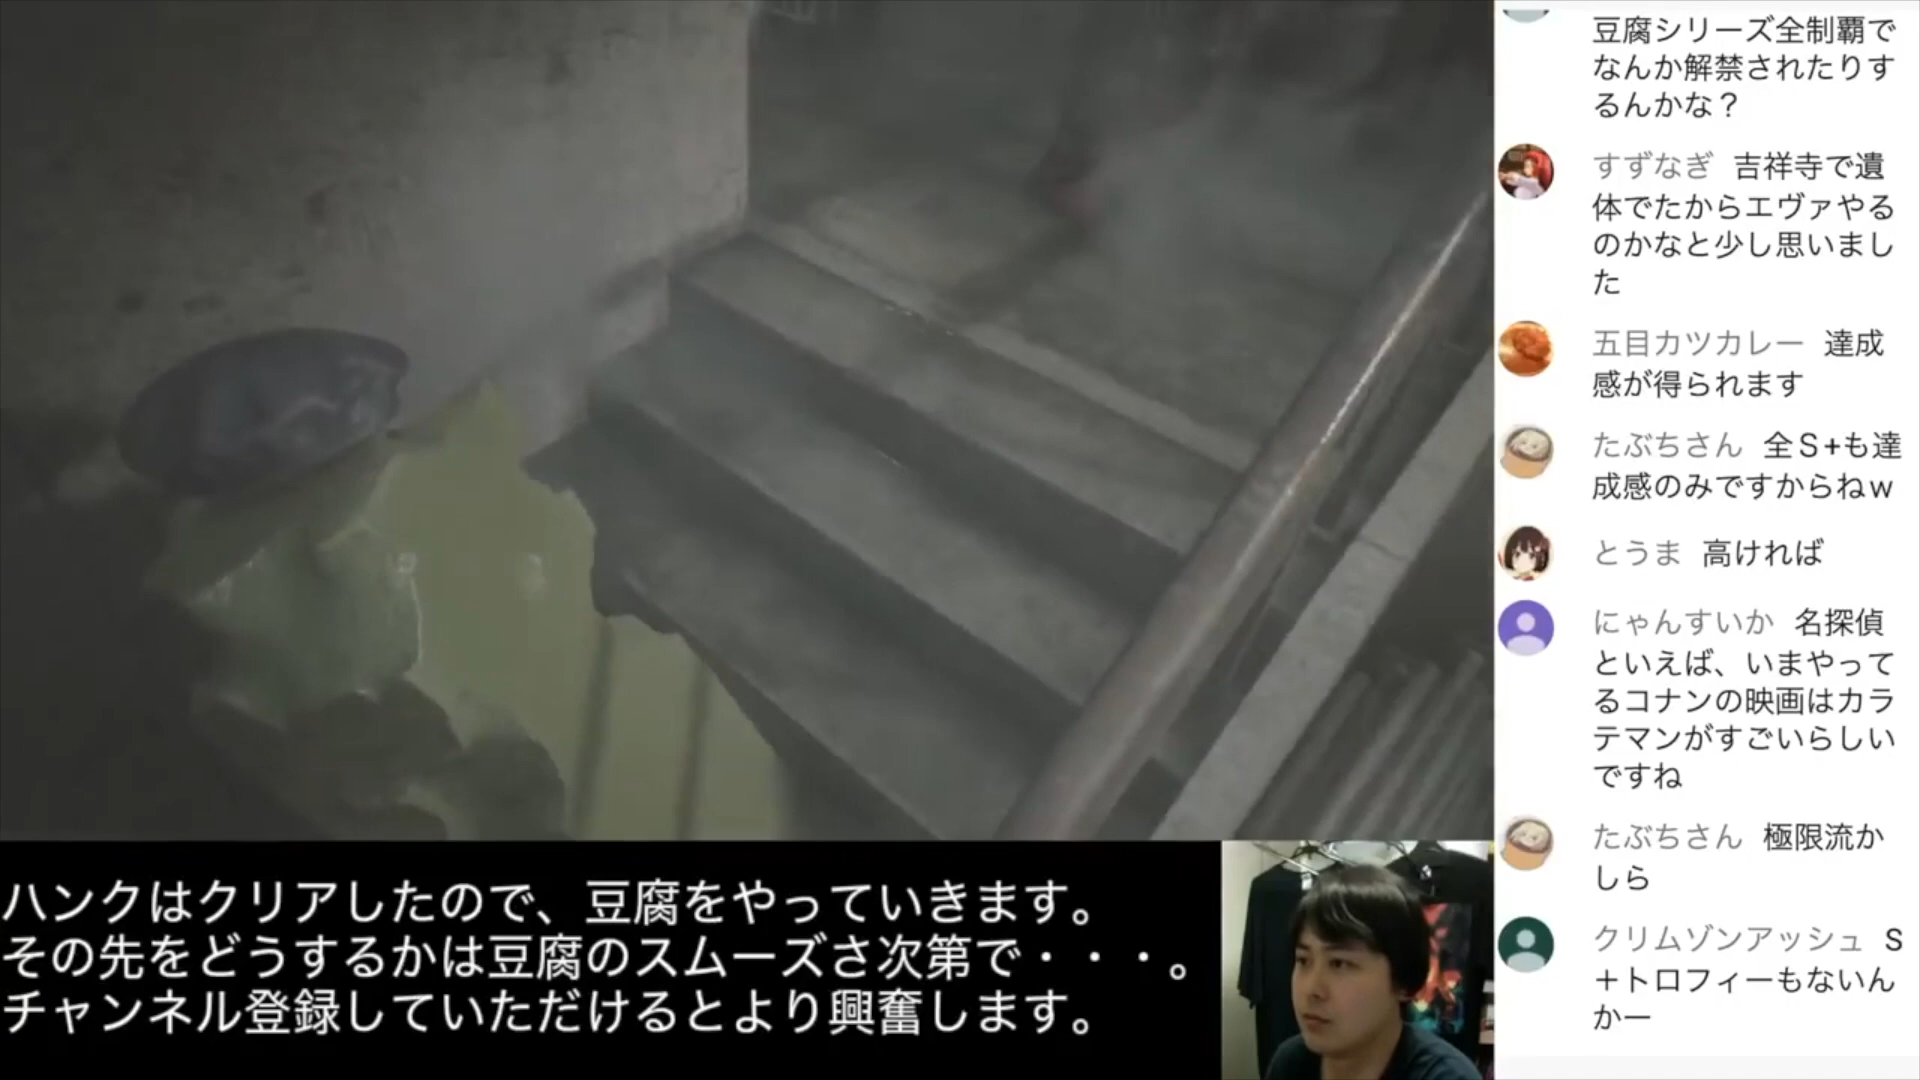 豆腐シリーズ全制覇で
なんか解禁されたりす
るんかな？
すずなぎ 吉祥寺で遺
体でたからエヴァやる
のかなと少し思いまし
た
五目カツカレー 達成
感が得られます
たぶちさん 全S+も達
成感のみですからねｗ
とうま 高ければ
にゃんすいか 名探偵
といえば、いまやって
るコナンの映画はカラ
テマンがすごいらしい
ですね
たぶちさん 極限流か
しら
クリムゾンアッシュ S
＋トロフィーもないん
かー
ハンクはクリアしたので、豆腐をやっていきます。
その先をどうするかは豆腐のスムーズさ次第で・・・。
チャンネル登録していただけるとより興奮します。